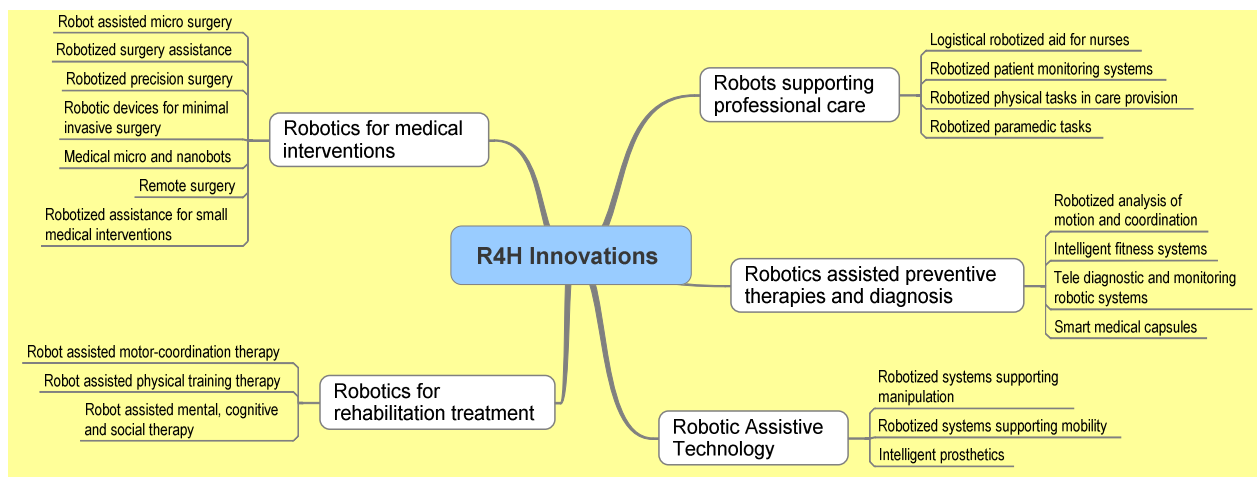 Robot assisted micro surgery
Robotized surgery assistance
Robotized precision surgery
Robotic devices for minimal
invasive surgery
Medical micro and nanobots
Remote surgery
Robotized assistance for small
medical interventions
Robotics for medical
interventions
Robots supporting
professional care
Logistical robotized aid for nurses
Robotized patient monitoring systems
Robotized physical tasks in care provision
Robotized paramedic tasks
R4H Innovations
Robotics assisted preventive
therapies and diagnosis
Robotized analysis of
motion and coordination
Intelligent fitness systems
Tele diagnostic and monitoring
robotic systems
Smart medical capsules
Robot assisted motor-coordination therapy
Robot assisted physical training therapy
Robot assisted mental, cognitive
and social therapy
Robotics for
rehabilitation treatment
Robotic Assistive
Technology
Robotized systems supporting
manipulation
Robotized systems supporting mobility
Intelligent prosthetics